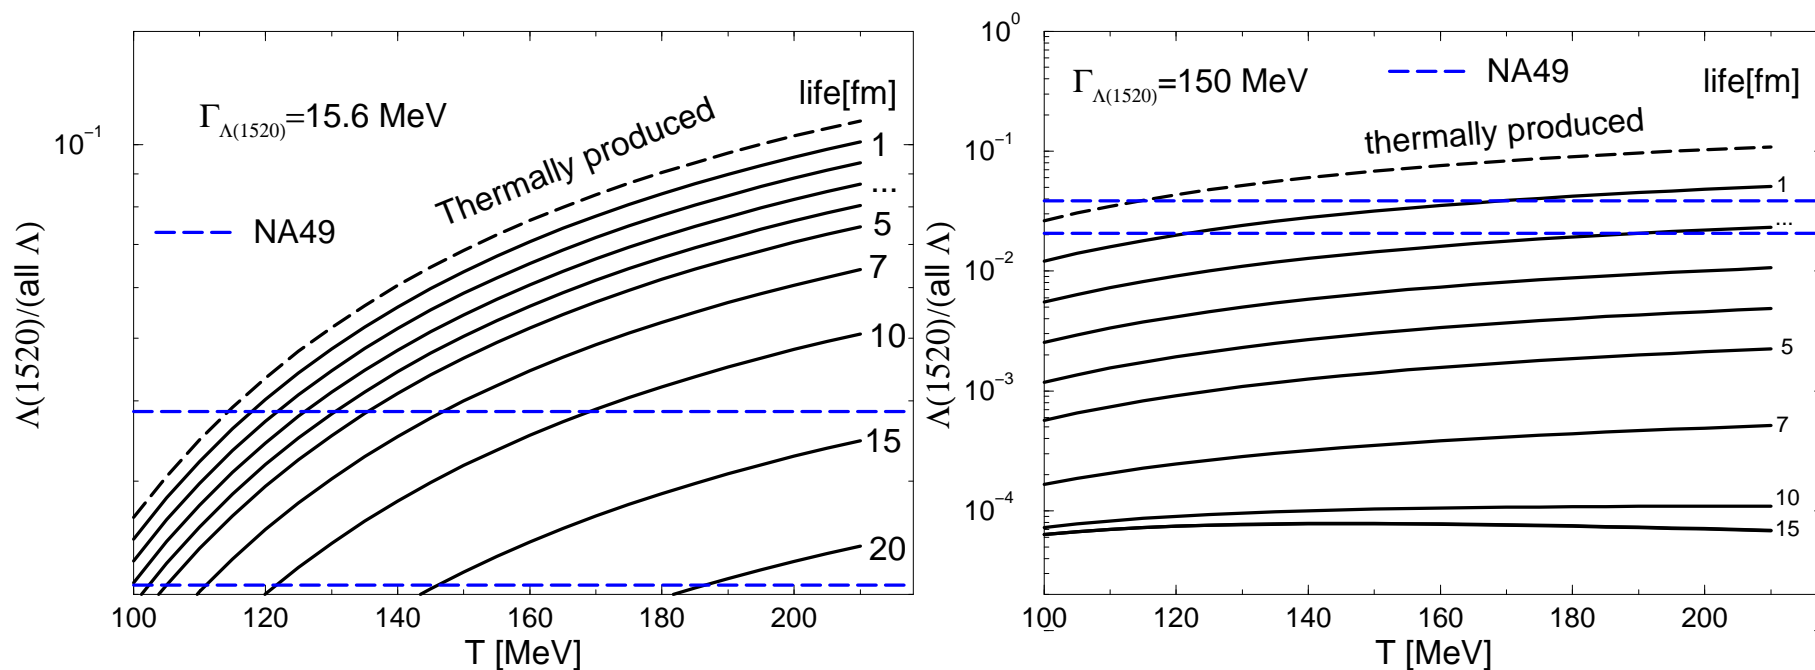 life[fm]
Γ_Λ(1520)=15.6 MeV
Thermally produced
NA49
10⁻¹
1
...
5
7
10
15
20
Λ(1520)/(all Λ)
100 120 140 160 180 200
T [MeV]
10⁰
Γ_Λ(1520)=150 MeV
NA49
life[fm]
thermally produced
10⁻¹
1
...
10⁻²
5
10⁻³
7
10⁻⁴
10
15
Λ(1520)/(all Λ)
100 120 140 160 180 200
T [MeV]